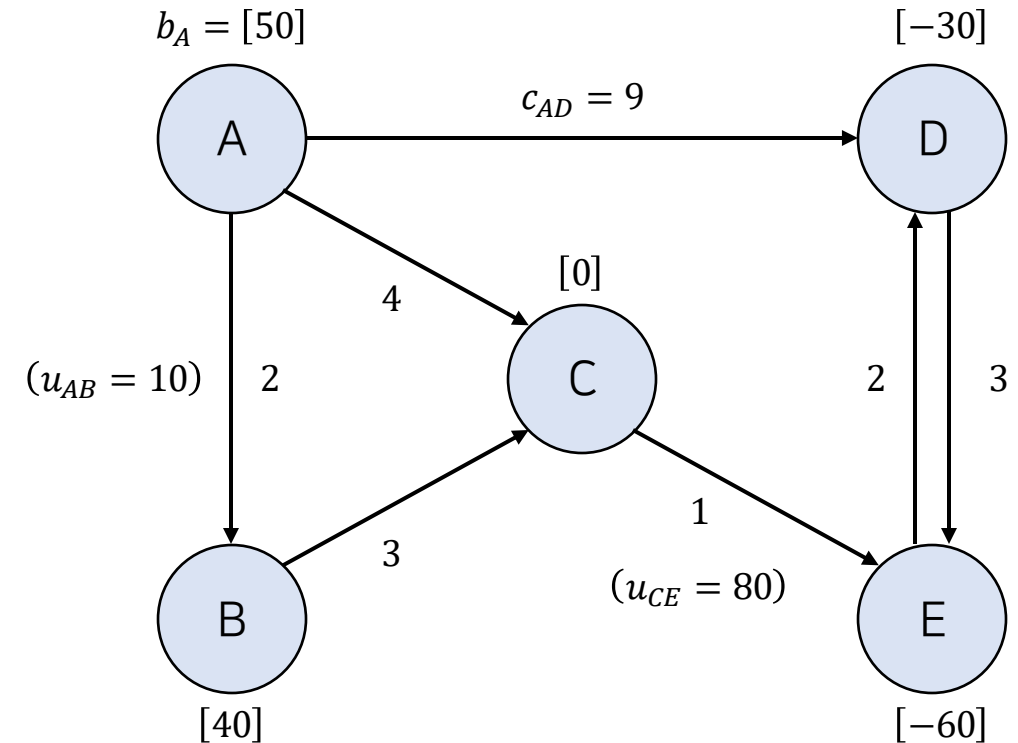 b_A = [50]
[−30]
c_AD = 9
A
D
[0]
4
(u_AB = 10)
2
C
2
3
1
3
(u_CE = 80)
B
E
[40]
[−60]